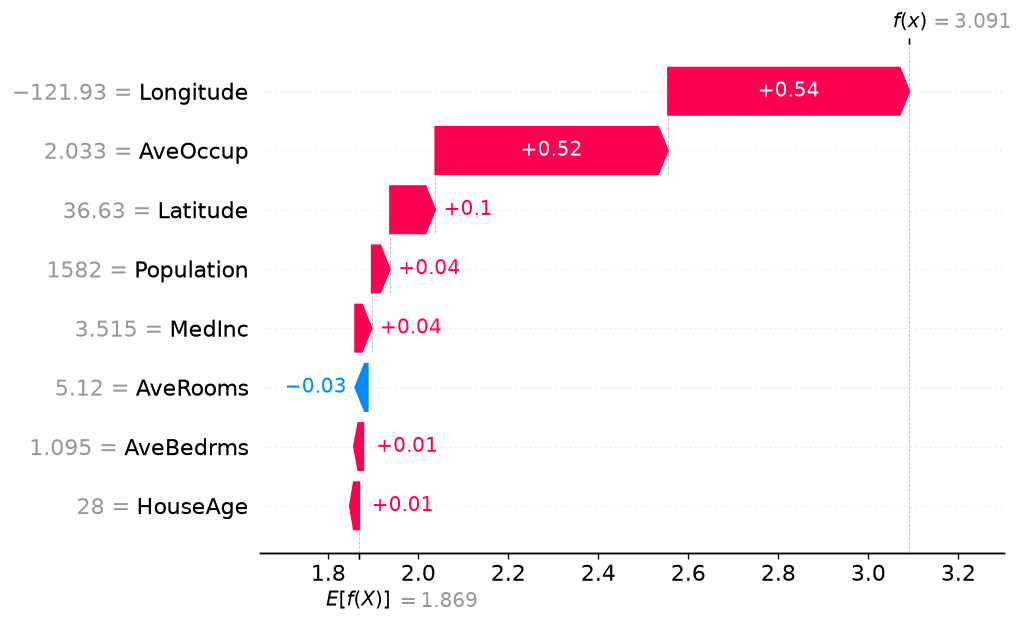 f(x) = 3.091
−121.93 = Longitude
+0.54
2.033 = AveOccup
+0.52
36.63 = Latitude
+0.1
1582 = Population
+0.04
3.515 = MedInc
+0.04
5.12 = AveRooms
−0.03
1.095 = AveBedrms
+0.01
28 = HouseAge
+0.01
1.8 2.0 2.2 2.4 2.6 2.8 3.0 3.2
E[f(X)] = 1.869